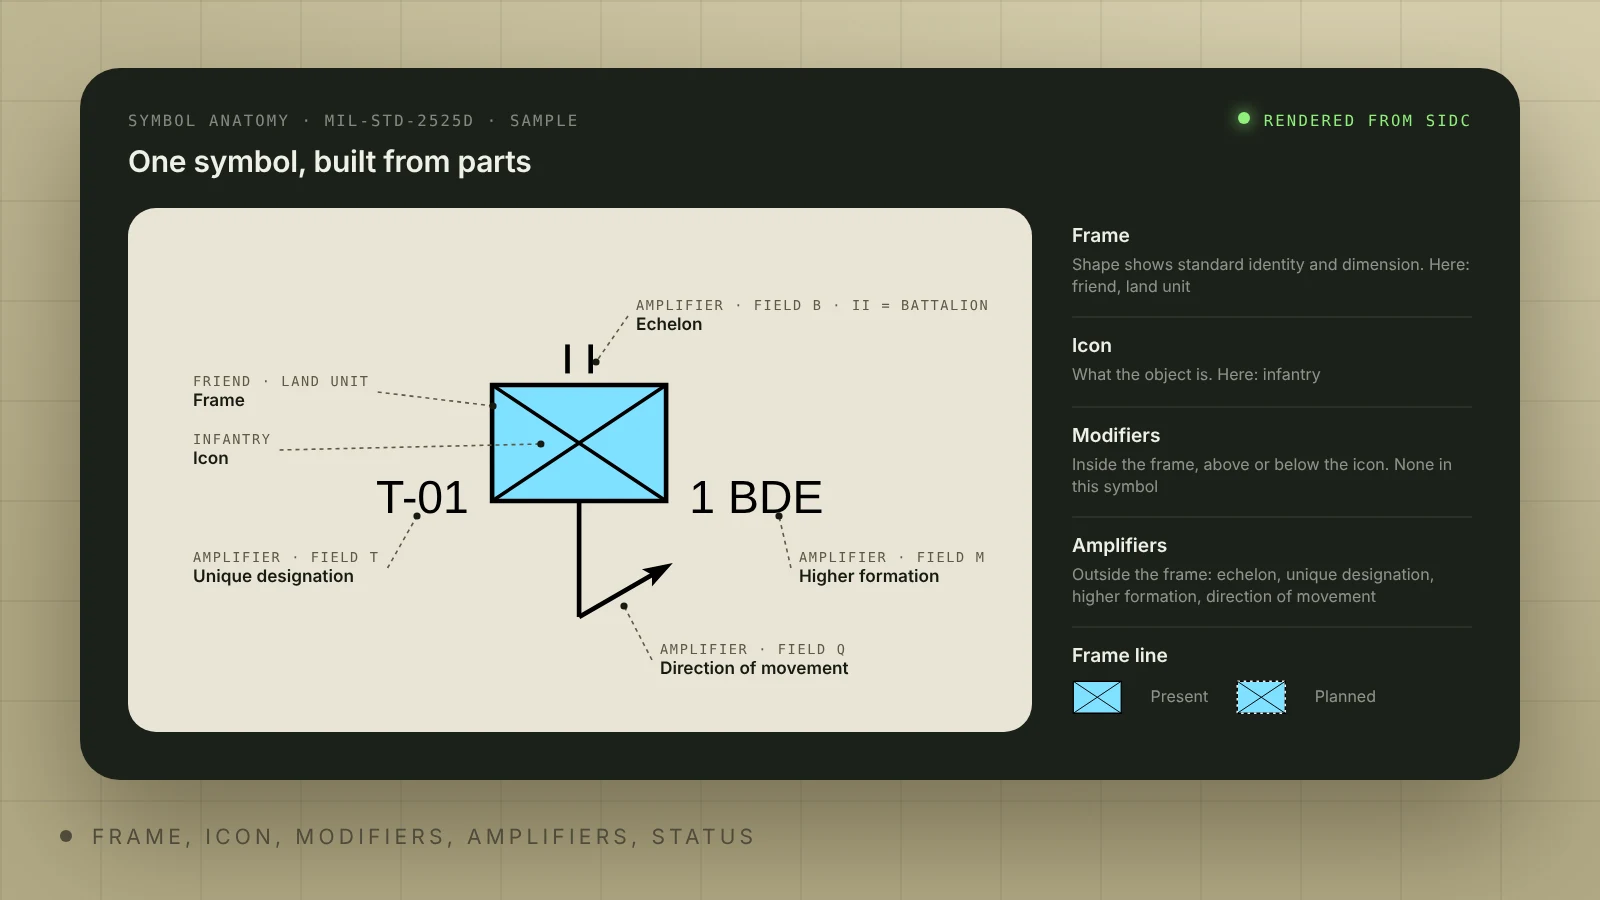 SYMBOL ANATOMY · MIL-STD-2525D · SAMPLE
RENDERED FROM SIDC
One symbol, built from parts
AMPLIFIER · FIELD B · II = BATTALION
Echelon
FRIEND · LAND UNIT
Frame
INFANTRY
Icon
T-01
1 BDE
AMPLIFIER · FIELD T
Unique designation
AMPLIFIER · FIELD M
Higher formation
AMPLIFIER · FIELD Q
Direction of movement
Frame
Shape shows standard identity and dimension. Here:
friend, land unit
Icon
What the object is. Here: infantry
Modifiers
Inside the frame, above or below the icon. None in
this symbol
Amplifiers
Outside the frame: echelon, unique designation,
higher formation, direction of movement
Frame line
Present
Planned
FRAME, ICON, MODIFIERS, AMPLIFIERS, STATUS